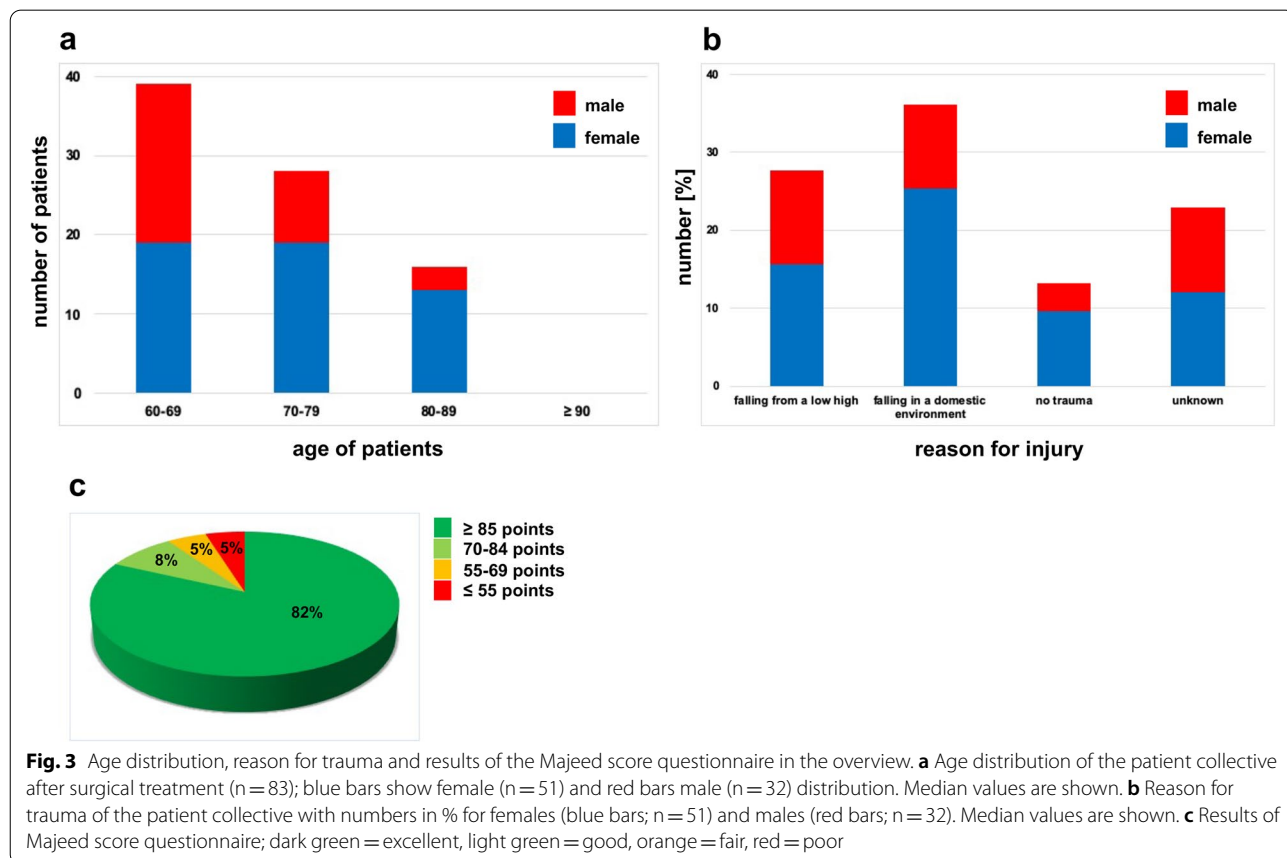 a
40
30
20
10
0
number of patients
male
female
60-69 70-79 80-89 ≥ 90
age of patients
b
40
30
20
10
0
number [%]
male
female
falling from a low high falling in a domestic environment no trauma unknown
reason for injury
c
8% 5% 5%
82%
≥ 85 points
70-84 points
55-69 points
≤ 55 points
Fig. 3 Age distribution, reason for trauma and results of the Majeed score questionnaire in the overview. a Age distribution of the patient collective
after surgical treatment (n = 83); blue bars show female (n = 51) and red bars male (n = 32) distribution. Median values are shown. b Reason for
trauma of the patient collective with numbers in % for females (blue bars; n = 51) and males (red bars; n = 32). Median values are shown. c Results of
Majeed score questionnaire; dark green = excellent, light green = good, orange = fair, red = poor